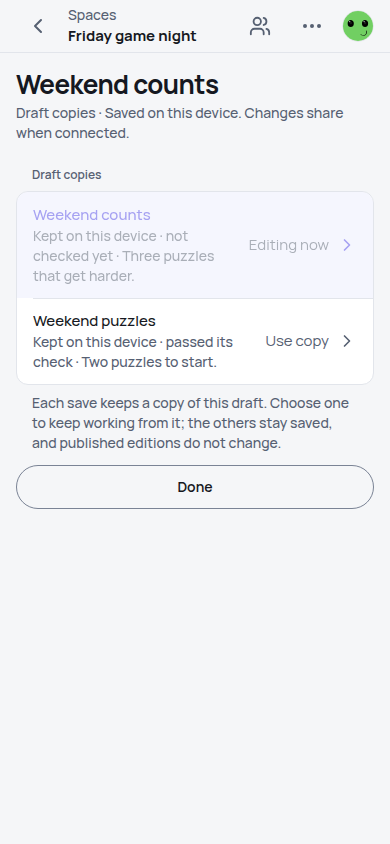 Spaces
Friday game night
Weekend counts
Draft copies · Saved on this device. Changes share
when connected.
Draft copies
Weekend counts
Kept on this device · not
checked yet · Three puzzles
that get harder.
Editing now
Weekend puzzles
Kept on this device · passed its
check · Two puzzles to start.
Use copy
Each save keeps a copy of this draft. Choose one
to keep working from it; the others stay saved,
and published editions do not change.
Done